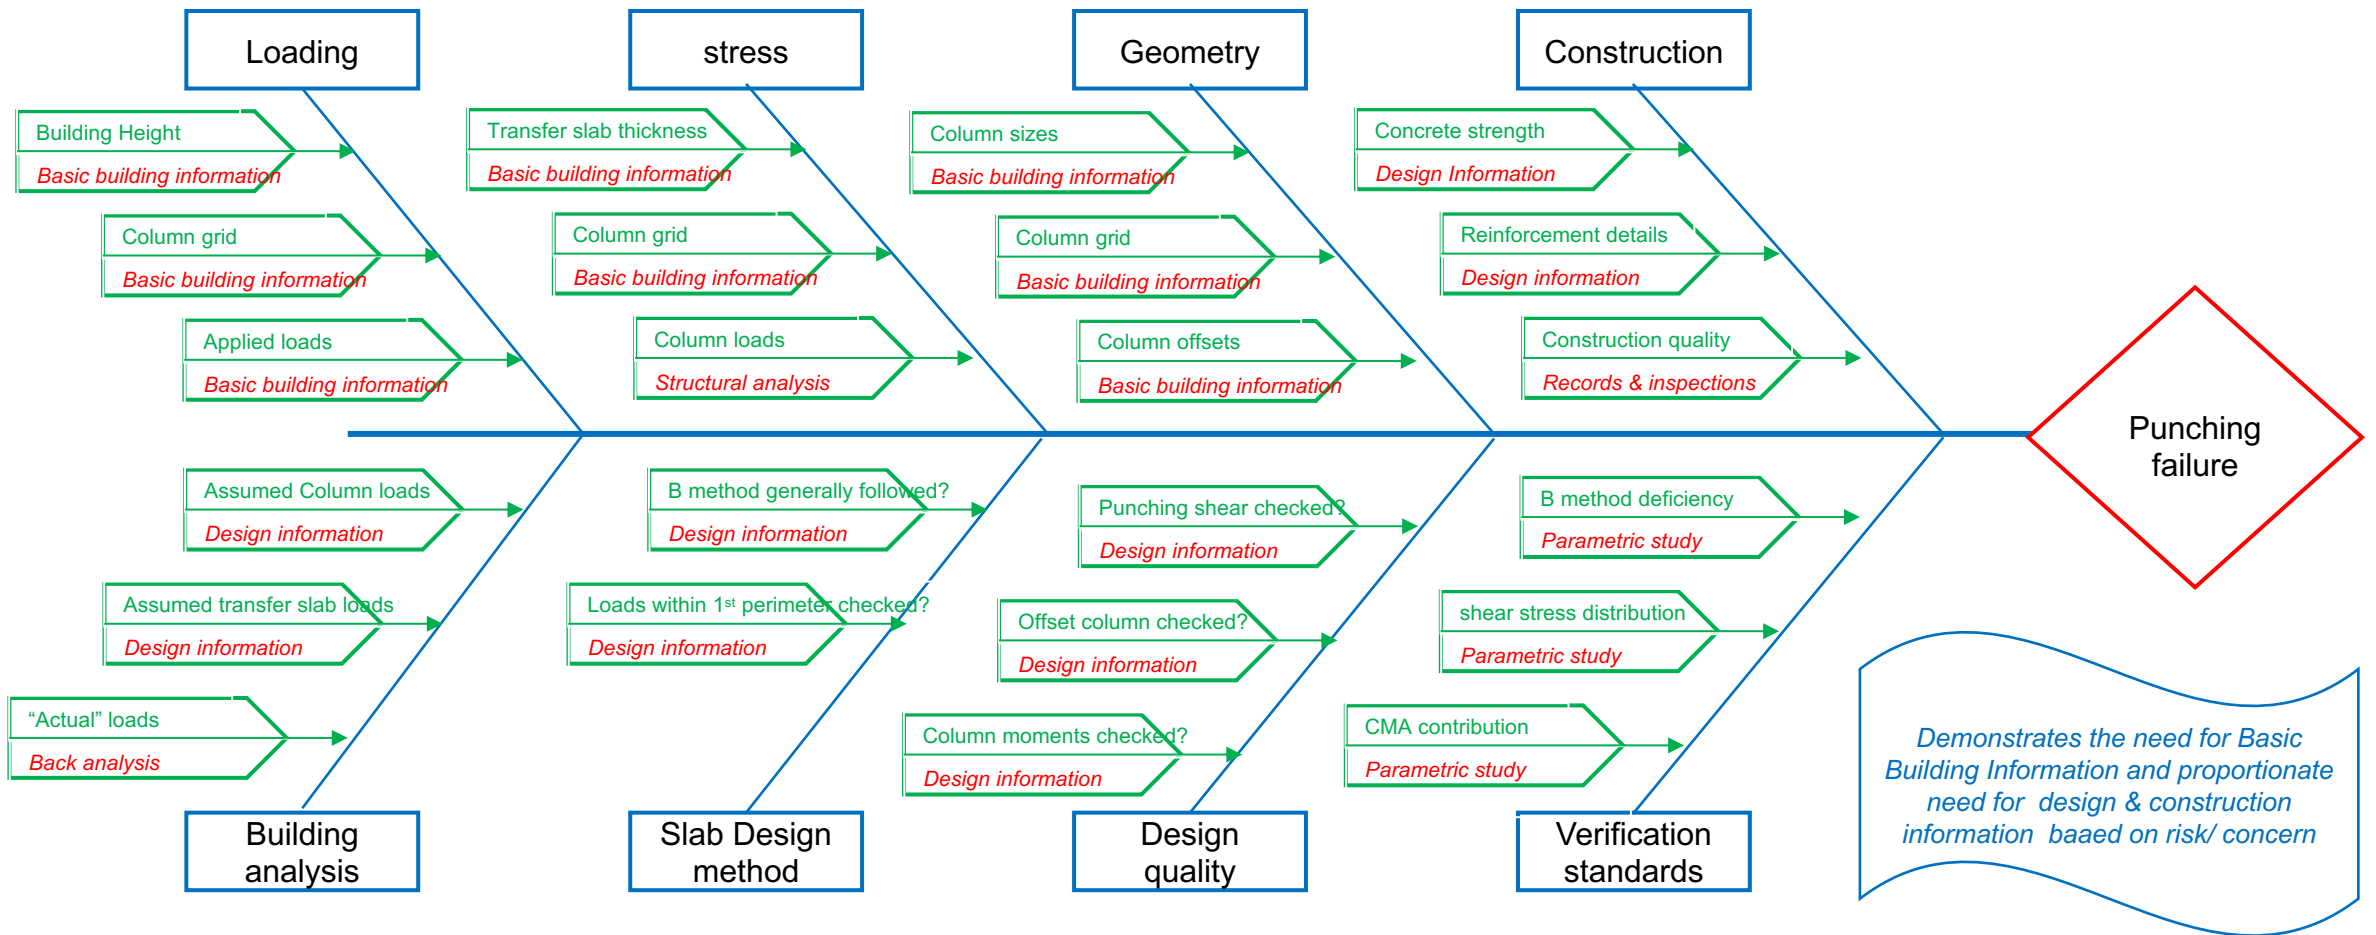 Loading
stress
Geometry
Construction
Building Height
Basic building information
Column grid
Basic building information
Applied loads
Basic building information
Transfer slab thickness
Basic building information
Column grid
Basic building information
Column loads
Structural analysis
Column sizes
Basic building information
Column grid
Basic building information
Column offsets
Basic building information
Concrete strength
Design Information
Reinforcement details
Design information
Construction quality
Records & inspections
Punching
failure
Assumed Column loads
Design information
Assumed transfer slab loads
Design information
“Actual” loads
Back analysis
B method generally followed?
Design information
Loads within 1st perimeter checked?
Design information
Punching shear checked?
Design information
Offset column checked?
Design information
Column moments checked?
Design information
B method deficiency
Parametric study
shear stress distribution
Parametric study
CMA contribution
Parametric study
Building
analysis
Slab Design
method
Design
quality
Verification
standards
Demonstrates the need for Basic
Building Information and proportionate
need for design & construction
information baaed on risk/ concern